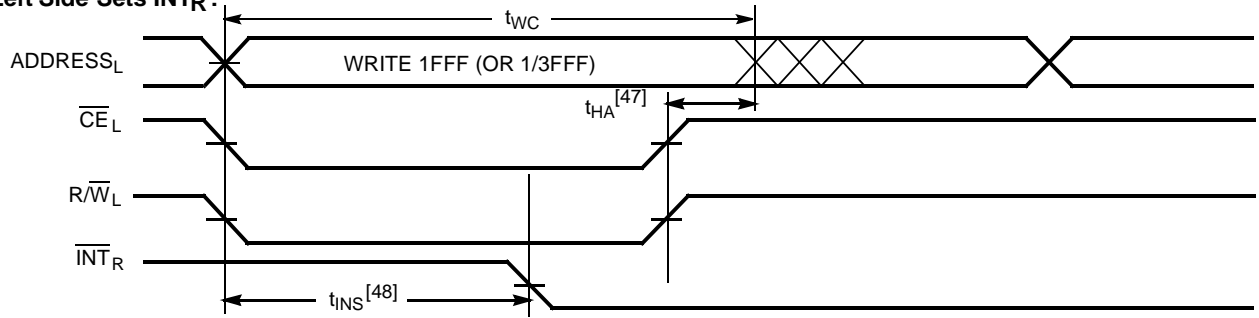 Left Side Sets INTR:
tWC
ADDRESSL
WRITE 1FFF (OR 1/3FFF)
tHA[47]
CEL
R/WL
INTR
tINS[48]